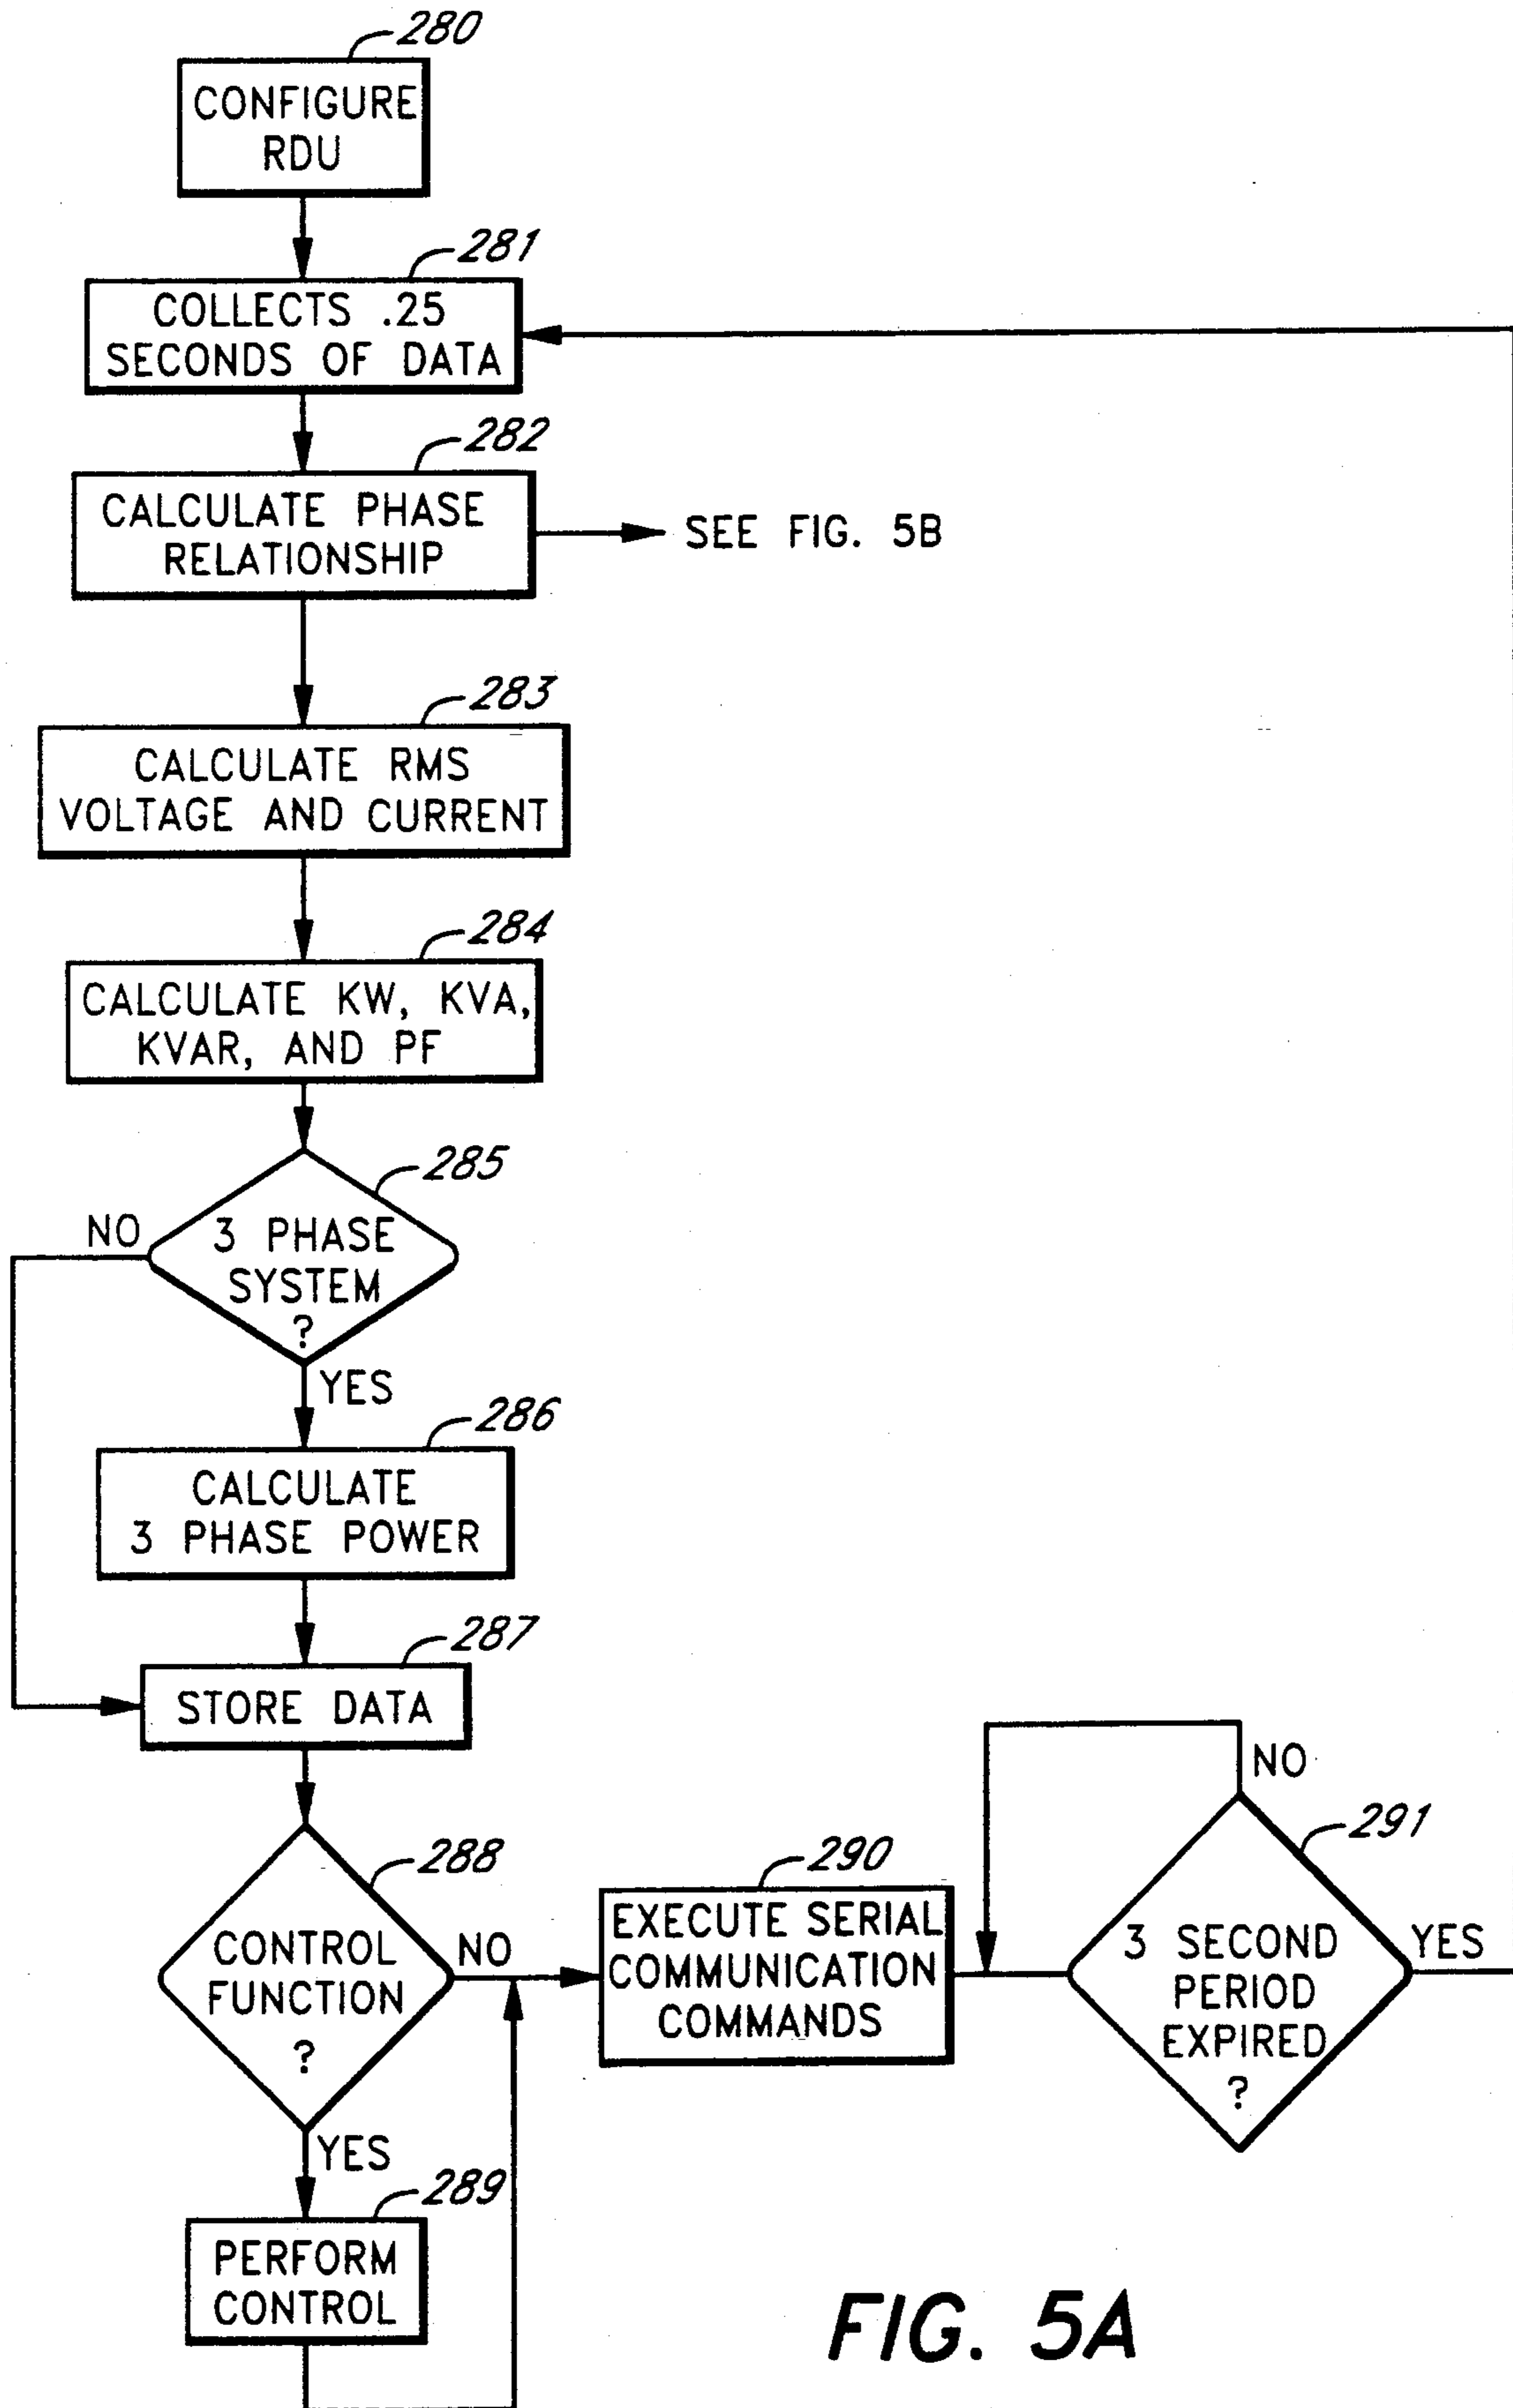 280
CONFIGURE
RDU
281
COLLECTS .25
SECONDS OF DATA
282
CALCULATE PHASE
RELATIONSHIP
SEE FIG. 5B
283
CALCULATE RMS
VOLTAGE AND CURRENT
284
CALCULATE KW, KVA,
KVAR, AND PF
285
NO
3 PHASE
SYSTEM
?
YES
286
CALCULATE
3 PHASE POWER
287
STORE DATA
288
CONTROL
FUNCTION
?
NO
YES
289
PERFORM
CONTROL
290
EXECUTE SERIAL
COMMUNICATION
COMMANDS
NO
291
3 SECOND
PERIOD
EXPIRED
?
YES
FIG. 5A